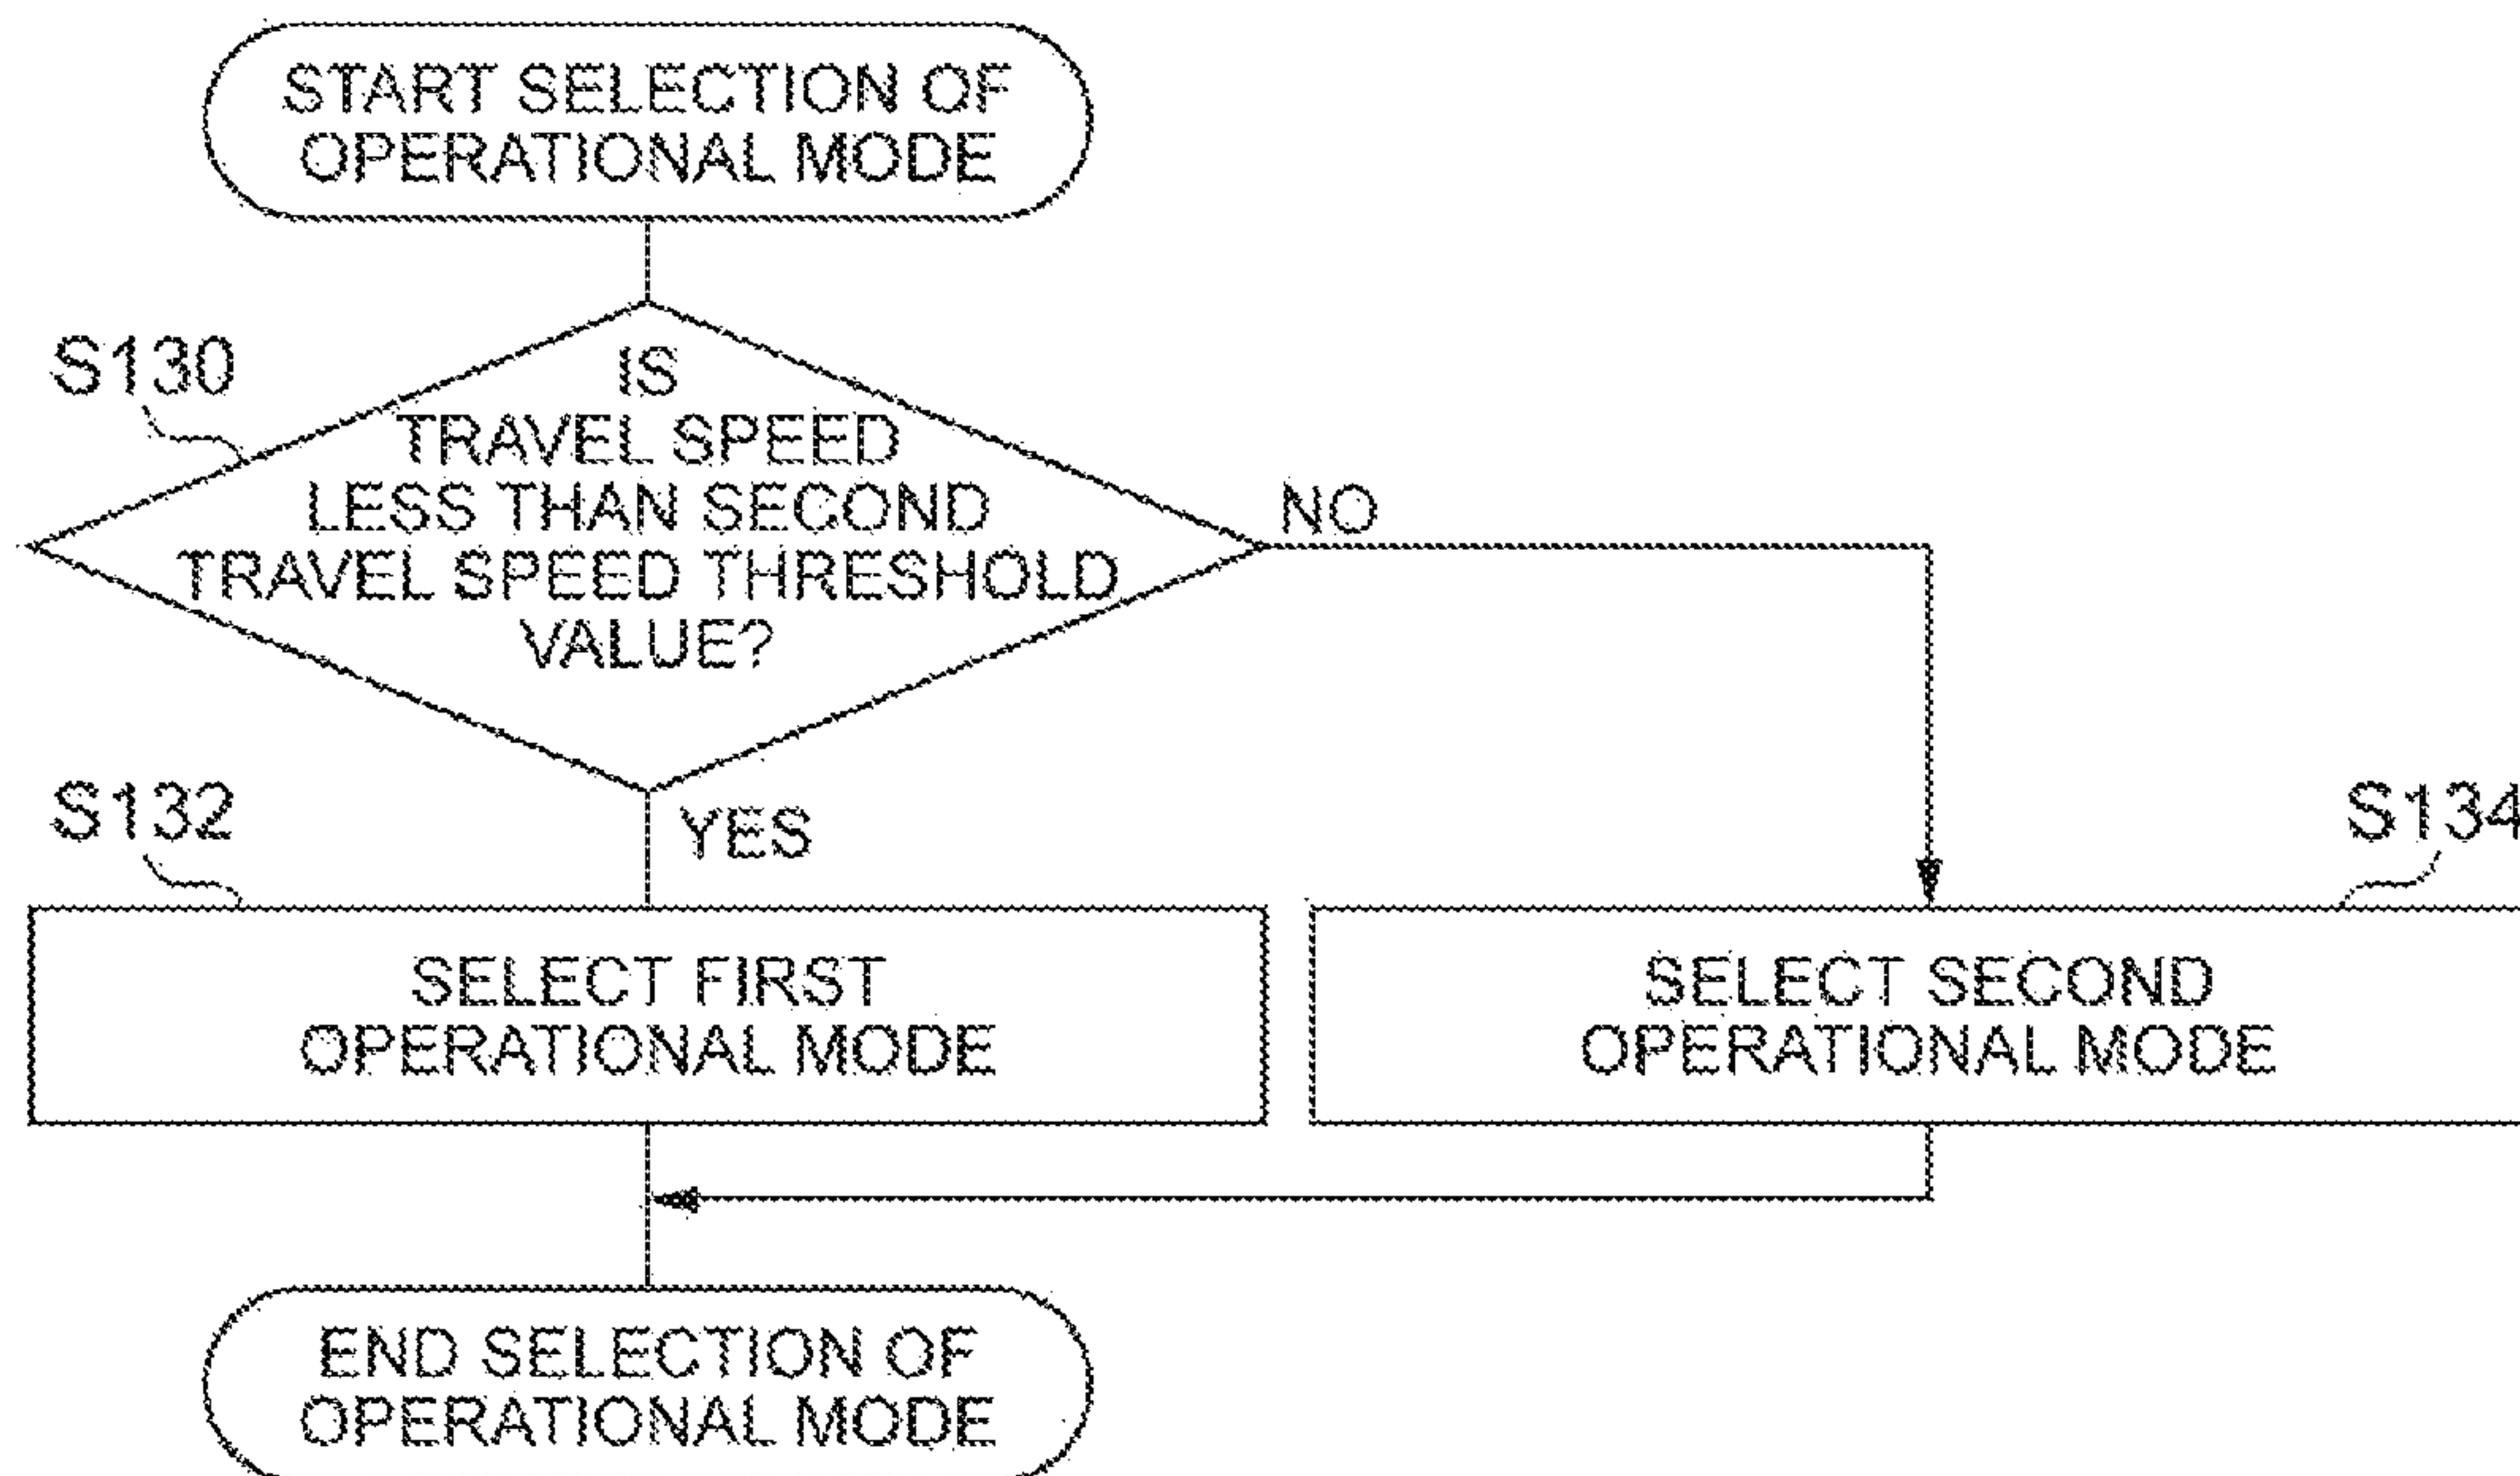 START SELECTION OF
OPERATIONAL MODE
S130
IS
TRAVEL SPEED
LESS THAN SECOND
TRAVEL SPEED THRESHOLD
VALUE?
NO
YES
S132
S134
SELECT FIRST
OPERATIONAL MODE
SELECT SECOND
OPERATIONAL MODE
END SELECTION OF
OPERATIONAL MODE